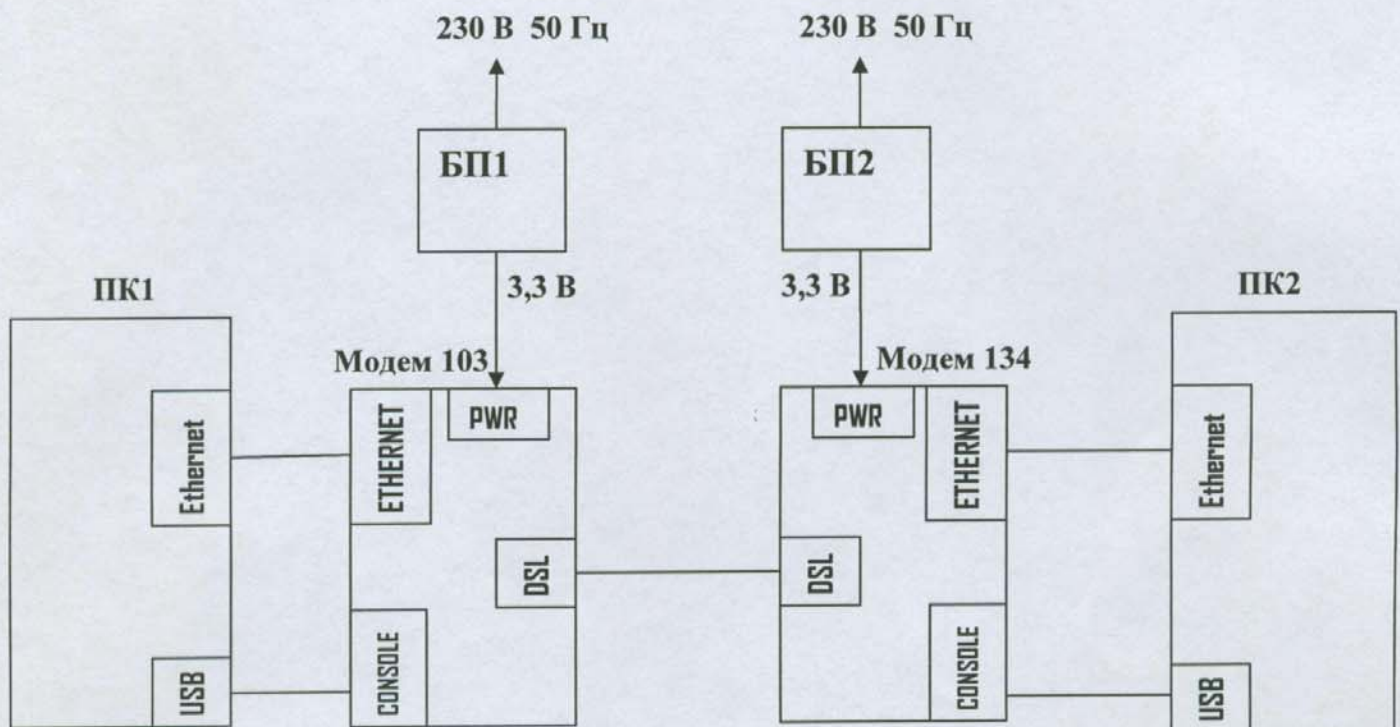 230 В 50 Гц
230 В 50 Гц
БП1
БП2
3,3 В
3,3 В
ПК1
ПК2
Модем 103
Модем 134
Ethernet
ETHERNET
PWR
PWR
ETHERNET
Ethernet
DSL
DSL
USB
CONSOLE
CONSOLE
USB